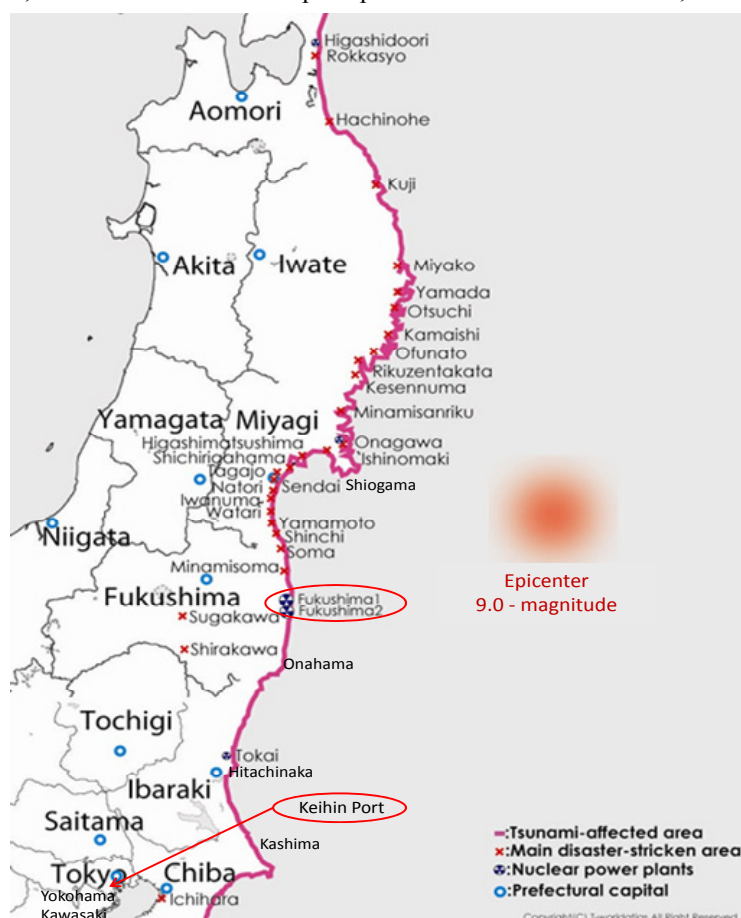 Higashidoori
Rokkasyo
Aomori
Hachinohe
Kuji
Akita
Iwate
Miyako
Yamada
Otsuchi
Kamaishi
Ofunato
Rikuzentakata
Kesennuma
Yamagata
Miyagi
Minamisanriku
Higashimatsushima
Onagawa
Shichirigahama
Ishinomaki
Tagajo
Natori
Sendai
Shiogama
Iwanuma
Watari
Yamamoto
Niigata
Shinchi
Soma
Minamisoma
Epicenter
9.0 - magnitude
Fukushima
Fukushima1
Fukushima2
Sugakawa
Shirakawa
Onahama
Tochigi
Tokai
Hitachinaka
Ibaraki
Keihin Port
Saitama
Kashima
:Tsunami-affected area
:Main disaster-stricken area
:Nuclear power plants
:Prefectural capital
Tokyo
Chiba
Yokohama
Ichihara
Kawasaki